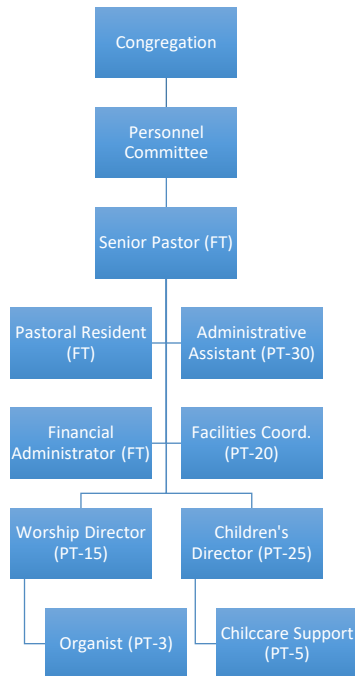 Congregation
Personnel
Committee
Senior Pastor (FT)
Pastoral Resident
(FT)
Administrative
Assistant (PT-30)
Financial
Administrator (FT)
Facilities Coord.
(PT-20)
Worship Director
(PT-15)
Children's
Director (PT-25)
Organist (PT-3)
Chilccare Support
(PT-5)